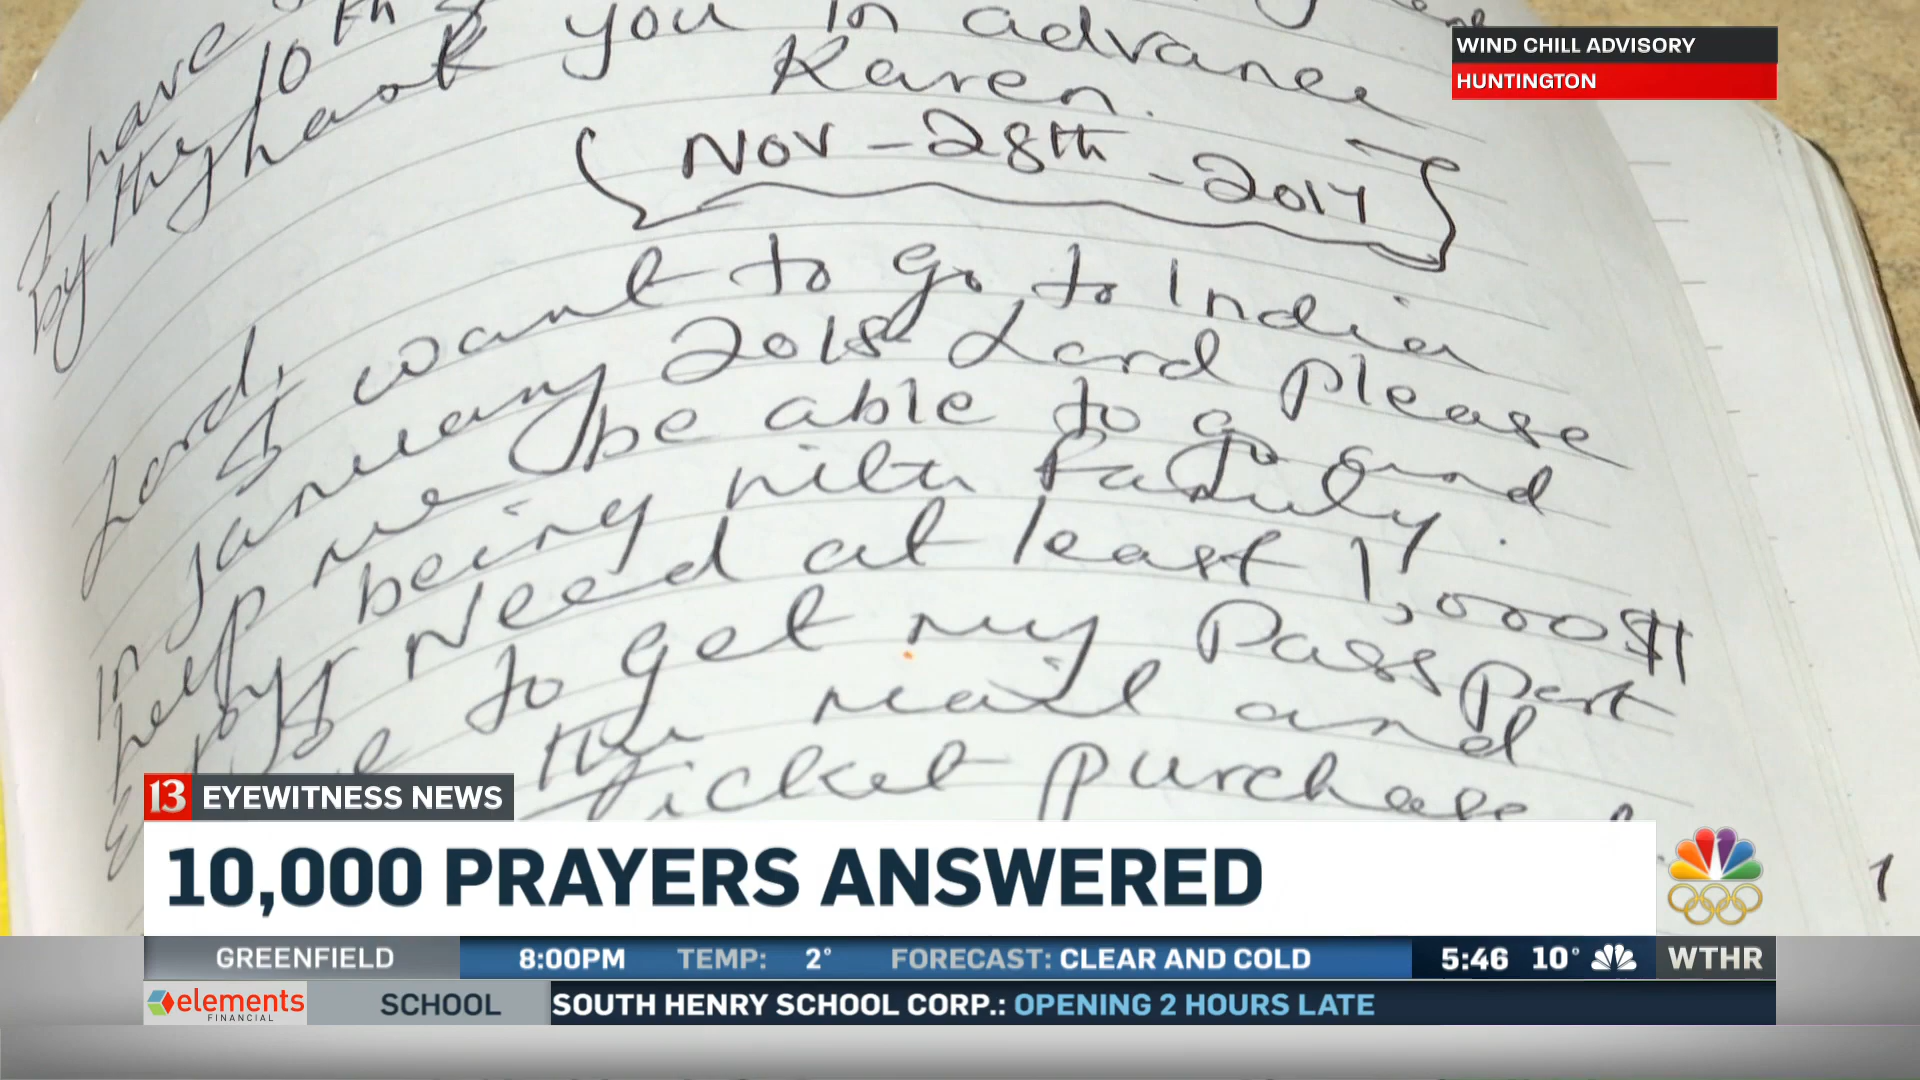 WIND CHILL ADVISORY
HUNTINGTON
I have
by the 10th
thank you in advance
Karen.
Nov - 28th - 2017
Lord,
I want to go to India
in January 2018 Lord please
help me be able to go and
enjoy being with family.
Need at least 1,000$
to get my Passport
in the mail and
ticket purchase
13 EYEWITNESS NEWS
10,000 PRAYERS ANSWERED
GREENFIELD 8:00PM TEMP: 2° FORECAST: CLEAR AND COLD 5:46 10° WTHR
elements FINANCIAL SCHOOL SOUTH HENRY SCHOOL CORP.: OPENING 2 HOURS LATE